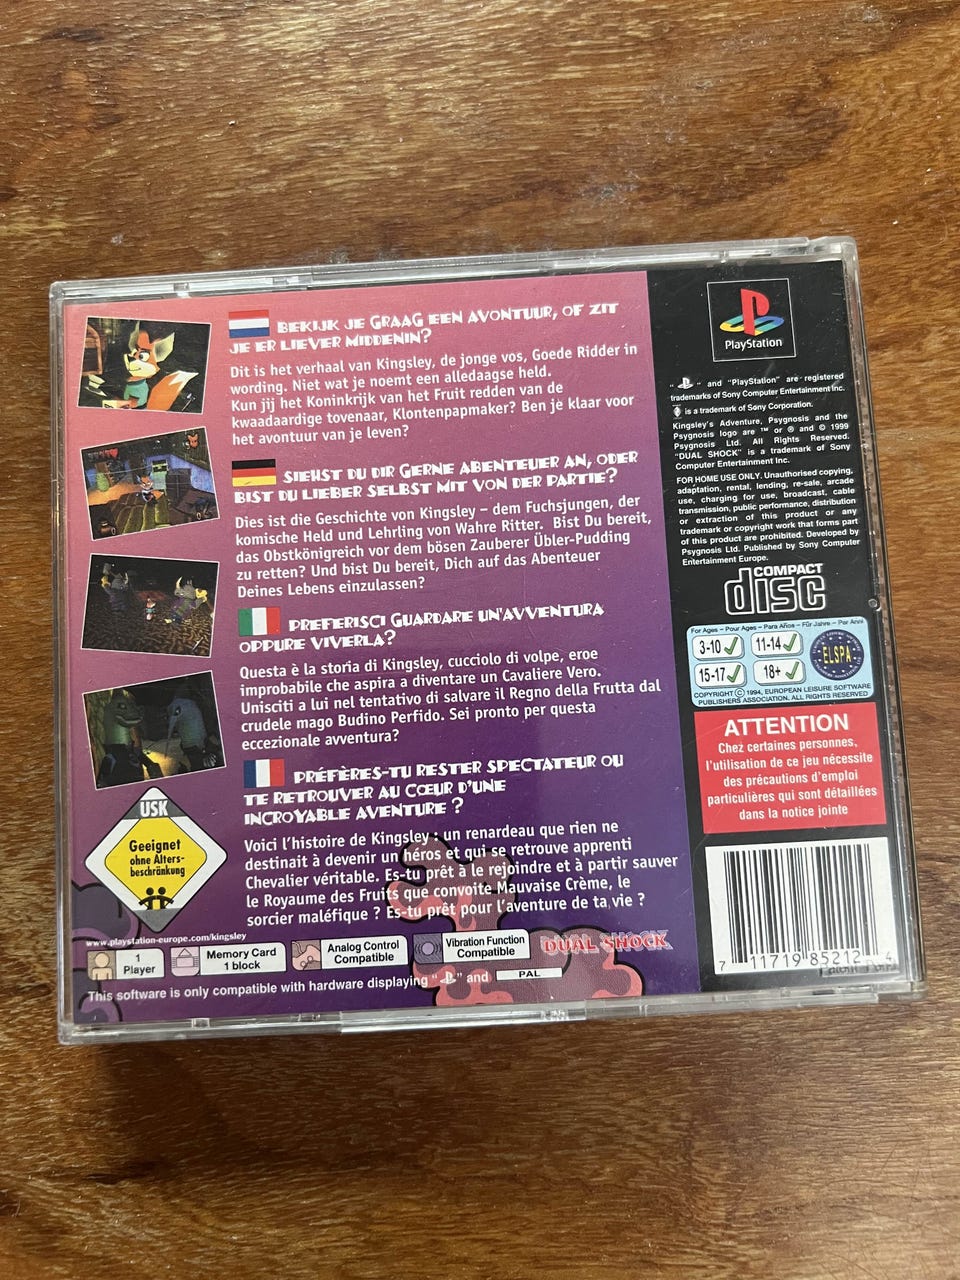 BEKIJK JE GRAAG EEN AVONTUUR, OF ZIT
JE ER LIEVER MIDDENIN?
Dit is het verhaal van Kingsley, de jonge vos, Goede Ridder in
wording. Niet wat je noemt een alledaagse held.
Kun jij het Koninkrijk van het Fruit redden van de
kwaadaardige tovenaar, Klontenpapmaker? Ben je klaar voor
het avontuur van je leven?
SIEHST DU DIR GERNE ABENTEUER AN, ODER
BIST DU LIEBER SELBST MIT VON DER PARTIE?
Dies ist die Geschichte von Kingsley – dem Fuchsjungen, der
komische Held und Lehrling von Wahre Ritter. Bist Du bereit,
das Obstkönigreich vor dem bösen Zauberer Übler-Pudding
zu retten? Und bist Du bereit, Dich auf das Abenteuer
Deines Lebens einzulassen?
PREFERISCI GUARDARE UN'AVVENTURA
OPPURE VIVERLA?
Questa è la storia di Kingsley, cucciolo di volpe, eroe
improbabile che aspira a diventare un Cavaliere Vero.
Unisciti a lui nel tentativo di salvare il Regno della Frutta dal
crudele mago Budino Perfido. Sei pronto per questa
eccezionale avventura?
PRÉFÈRES-TU RESTER SPECTATEUR OU
TE RETROUVER AU CŒUR D'UNE
INCROYABLE AVENTURE ?
Voici l'histoire de Kingsley : un renardeau que rien ne
destinait à devenir un héros et qui se retrouve apprenti
Chevalier véritable. Es-tu prêt à le rejoindre et à partir sauver
le Royaume des Fruits que convoite Mauvaise Crème, le
sorcier maléfique ? Es-tu prêt pour l'aventure de ta vie ?
USK
Geeignet
ohne Alters-
beschränkung
www.playstation-europe.com/kingsley
1
Player
Memory Card
1 block
Analog Control
Compatible
Vibration Function
Compatible
DUAL SHOCK
This software is only compatible with hardware displaying " " and PAL
PlayStation
" " and "PlayStation" are registered
trademarks of Sony Computer Entertainment Inc.
is a trademark of Sony Corporation.
Kingsley's Adventure, Psygnosis and the
Psygnosis logo are ™ or ® and © 1999
Psygnosis Ltd. All Rights Reserved.
"DUAL SHOCK" is a trademark of Sony
Computer Entertainment Inc.
FOR HOME USE ONLY. Unauthorised copying,
adaptation, rental, lending, re-sale, arcade
use, charging for use, broadcast, cable
transmission, public performance, distribution
or extraction of this product or any
trademark or copyright work that forms part
of this product are prohibited. Developed by
Psygnosis Ltd. Published by Sony Computer
Entertainment Europe.
COMPACT
disc
For Ages – Pour Ages – Para Años – Für Jahre – Per Anni
3-10 11-14
15-17 18+
ELSPA
COPYRIGHT © 1994, EUROPEAN LEISURE SOFTWARE
PUBLISHERS ASSOCIATION. ALL RIGHTS RESERVED
ATTENTION
Chez certaines personnes,
l'utilisation de ce jeu nécessite
des précautions d'emploi
particulières qui sont détaillées
dans la notice jointe
7 11719 85212 4